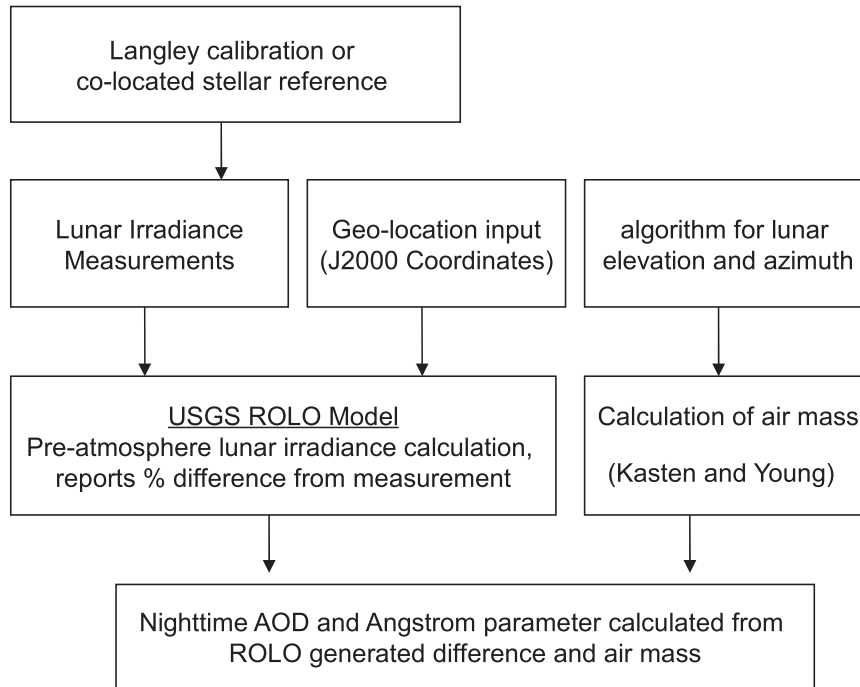 Langley calibration or
co-located stellar reference
Lunar Irradiance
Measurements
Geo-location input
(J2000 Coordinates)
algorithm for lunar
elevation and azimuth
USGS ROLO Model
Pre-atmosphere lunar irradiance calculation,
reports % difference from measurement
Calculation of air mass
(Kasten and Young)
Nighttime AOD and Angstrom parameter calculated from
ROLO generated difference and air mass